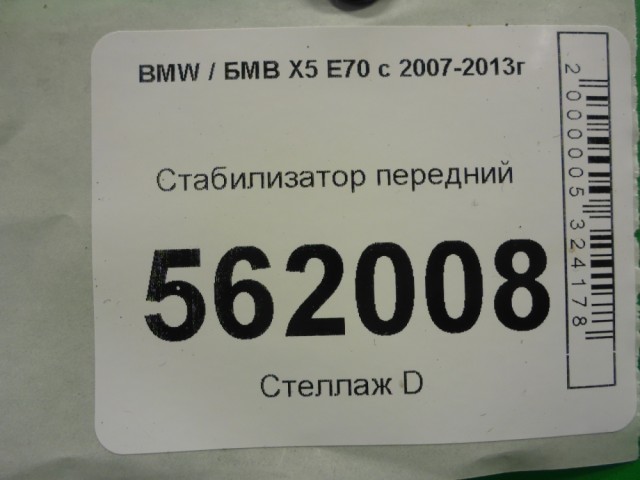 BMW / БМВ X5 E70 с 2007-2013г
Стабилизатор передний
562008
Стеллаж D
2000005324178